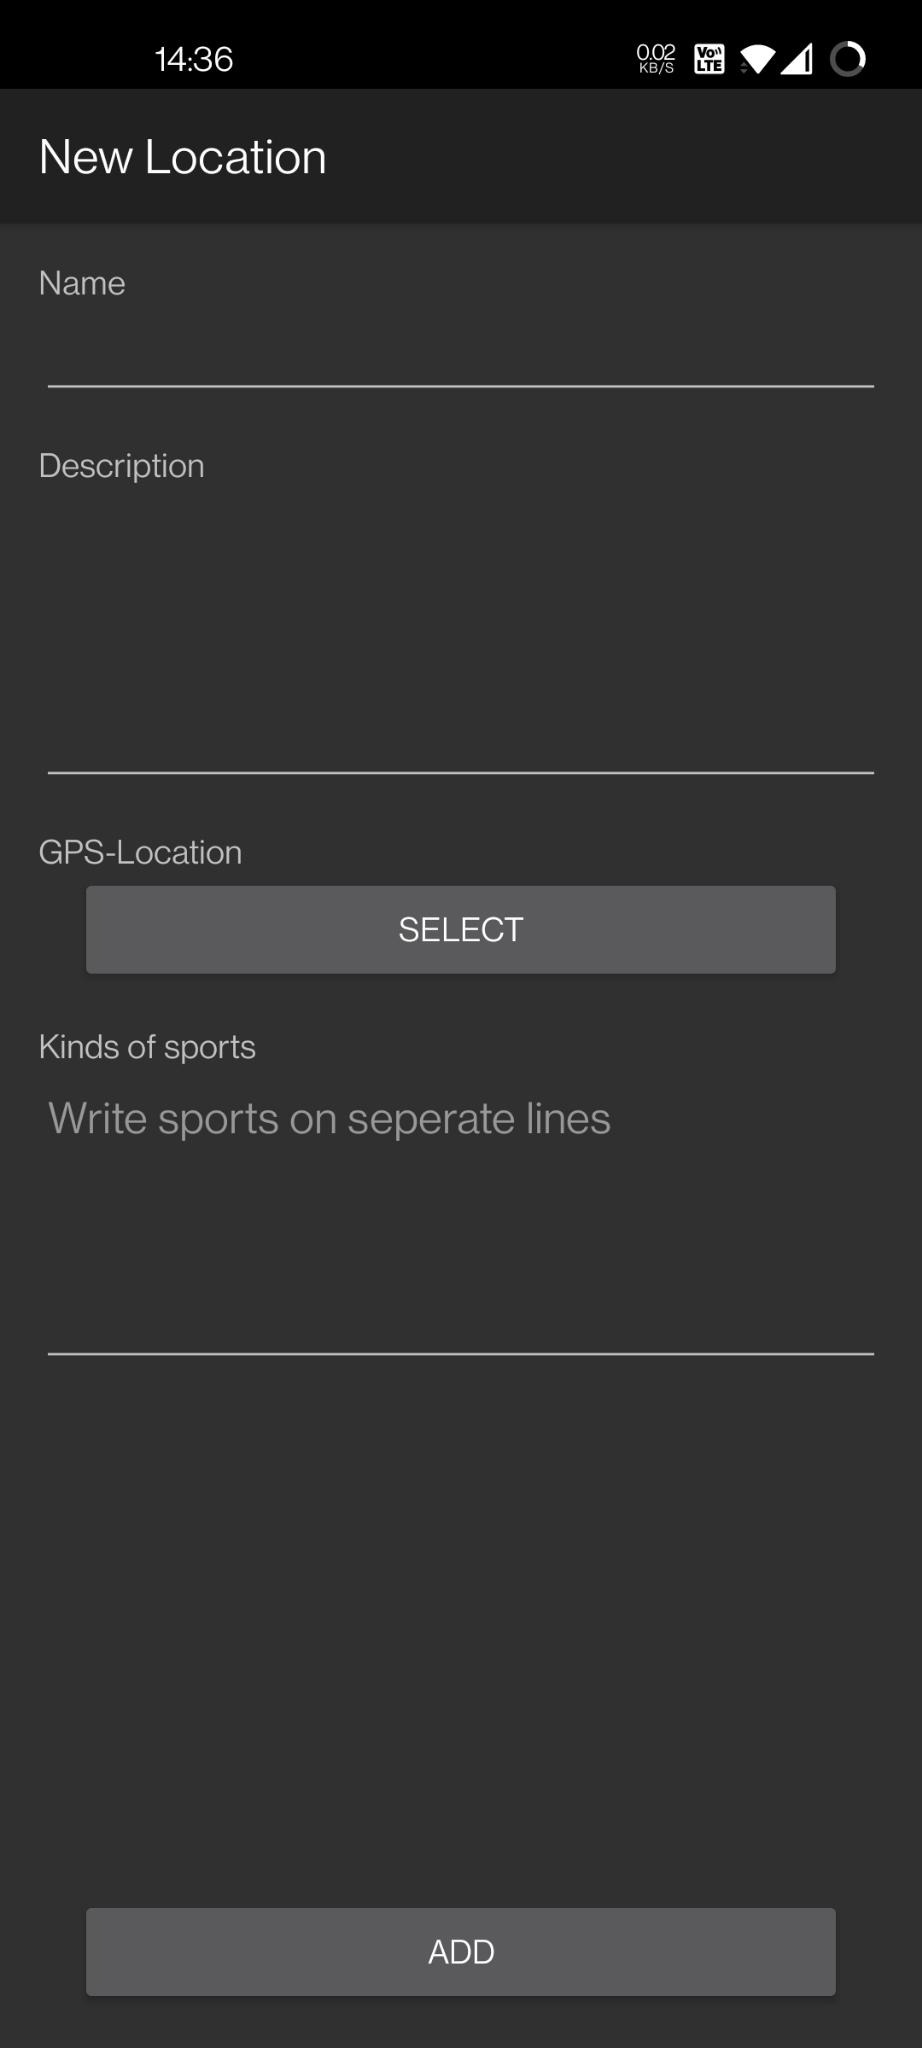 14:36
0.02
KB/S
Vo
LTE
New Location
Name
Description
GPS-Location
SELECT
Kinds of sports
Write sports on seperate lines
ADD